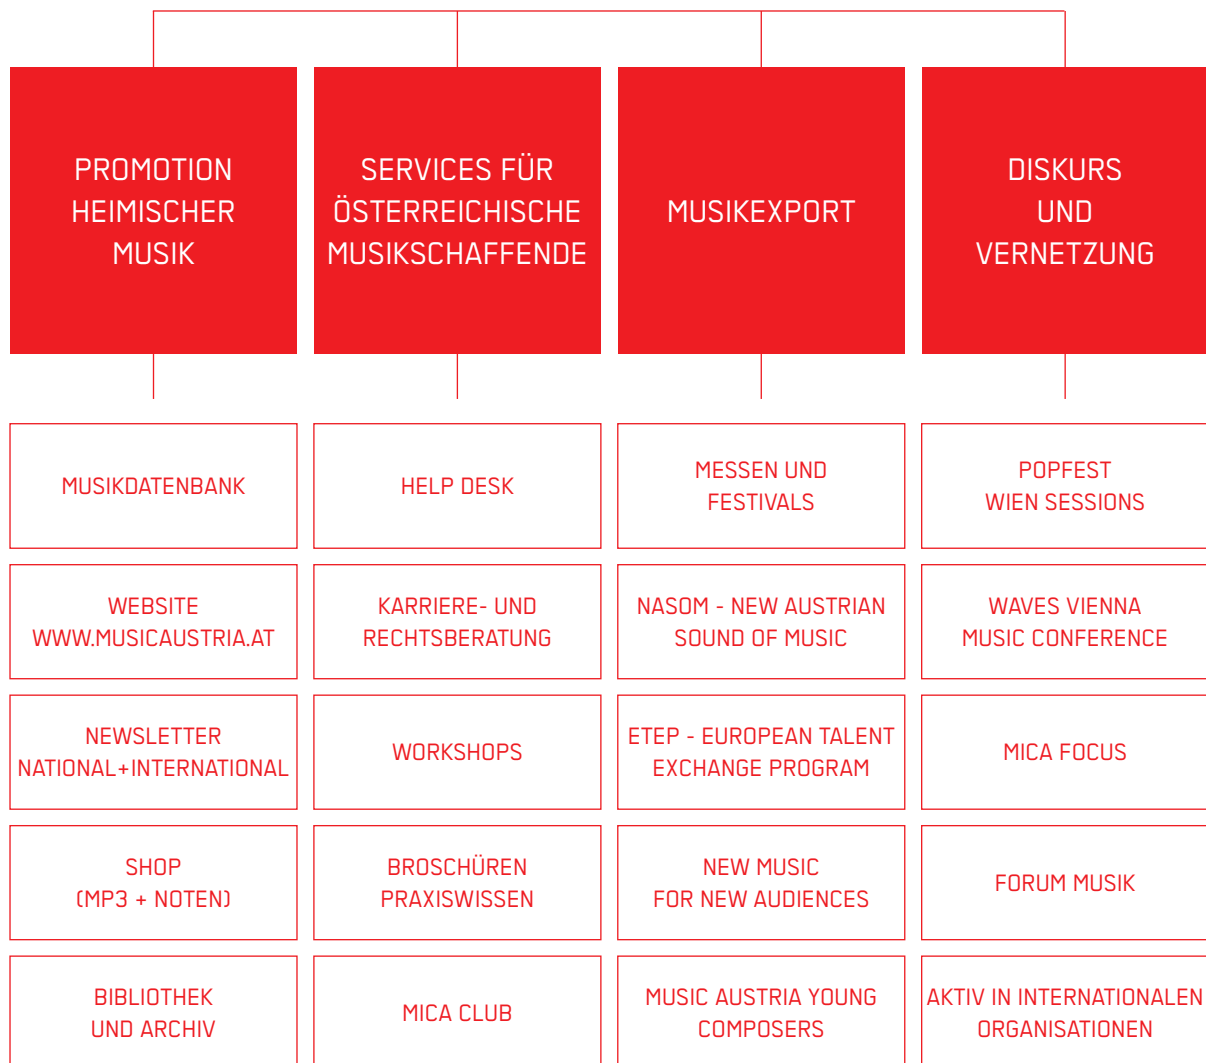 PROMOTION
HEIMISCHER
MUSIK
SERVICES FÜR
ÖSTERREICHISCHE
MUSIKSCHAFFENDE
MUSIKEXPORT
DISKURS
UND
VERNETZUNG
MUSIKDATENBANK
HELP DESK
MESSEN UND
FESTIVALS
POPFEST
WIEN SESSIONS
WEBSITE
WWW.MUSICAUSTRIA.AT
KARRIERE- UND
RECHTSBERATUNG
NASOM - NEW AUSTRIAN
SOUND OF MUSIC
WAVES VIENNA
MUSIC CONFERENCE
NEWSLETTER
NATIONAL+INTERNATIONAL
WORKSHOPS
ETEP - EUROPEAN TALENT
EXCHANGE PROGRAM
MICA FOCUS
SHOP
(MP3 + NOTEN)
BROSCHÜREN
PRAXISWISSEN
NEW MUSIC
FOR NEW AUDIENCES
FORUM MUSIK
BIBLIOTHEK
UND ARCHIV
MICA CLUB
MUSIC AUSTRIA YOUNG
COMPOSERS
AKTIV IN INTERNATIONALEN
ORGANISATIONEN